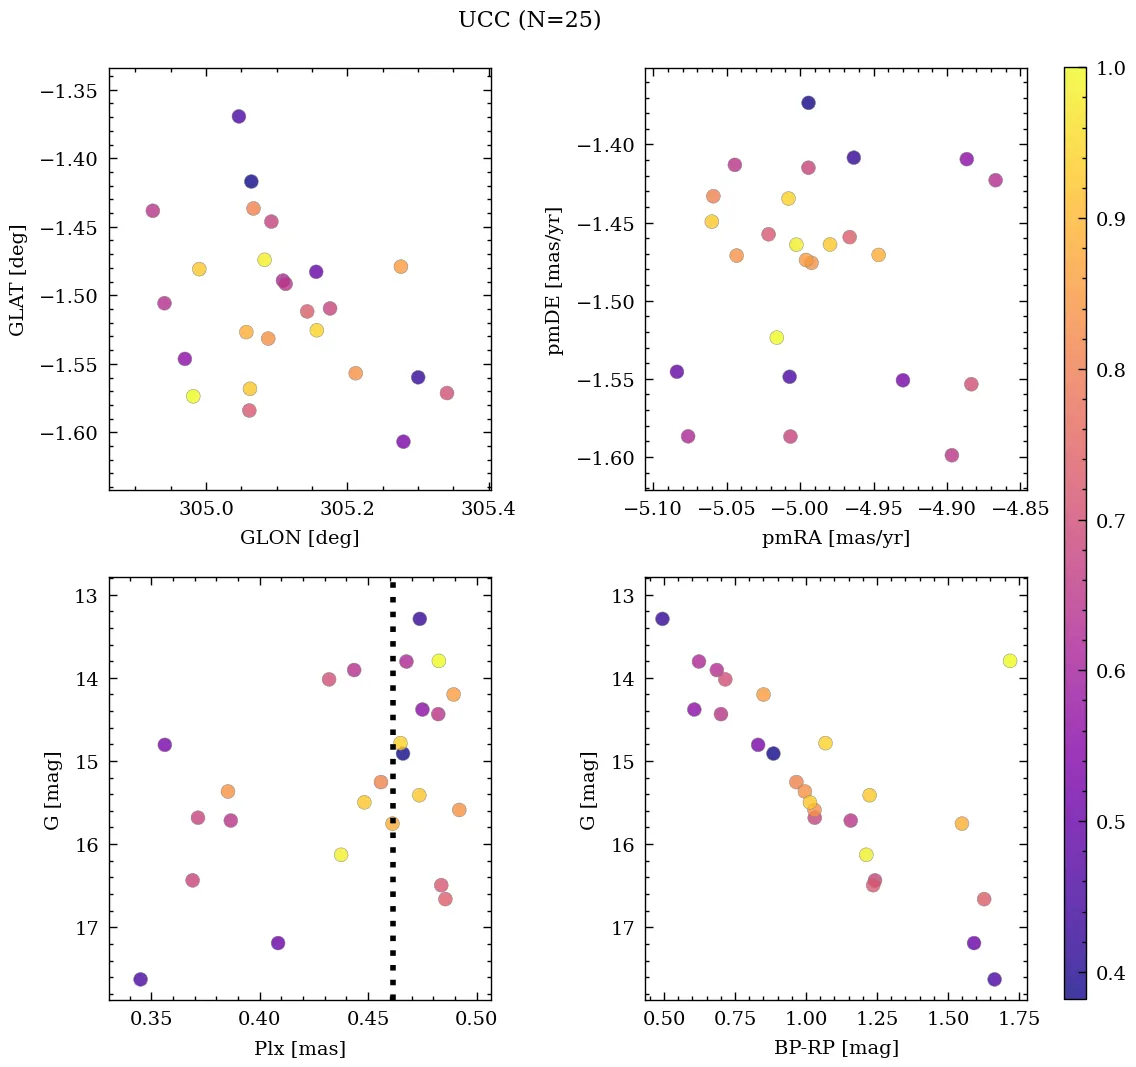 UCC (N=25)
−1.35
−1.40
−1.45
−1.50
−1.55
−1.60
GLAT [deg]
305.0 305.2 305.4
GLON [deg]
−1.40
−1.45
−1.50
−1.55
−1.60
pmDE [mas/yr]
−5.10 −5.05 −5.00 −4.95 −4.90 −4.85
pmRA [mas/yr]
13
14
15
16
17
G [mag]
0.35 0.40 0.45 0.50
Plx [mas]
13
14
15
16
17
G [mag]
0.50 0.75 1.00 1.25 1.50 1.75
BP-RP [mag]
1.0
0.9
0.8
0.7
0.6
0.5
0.4